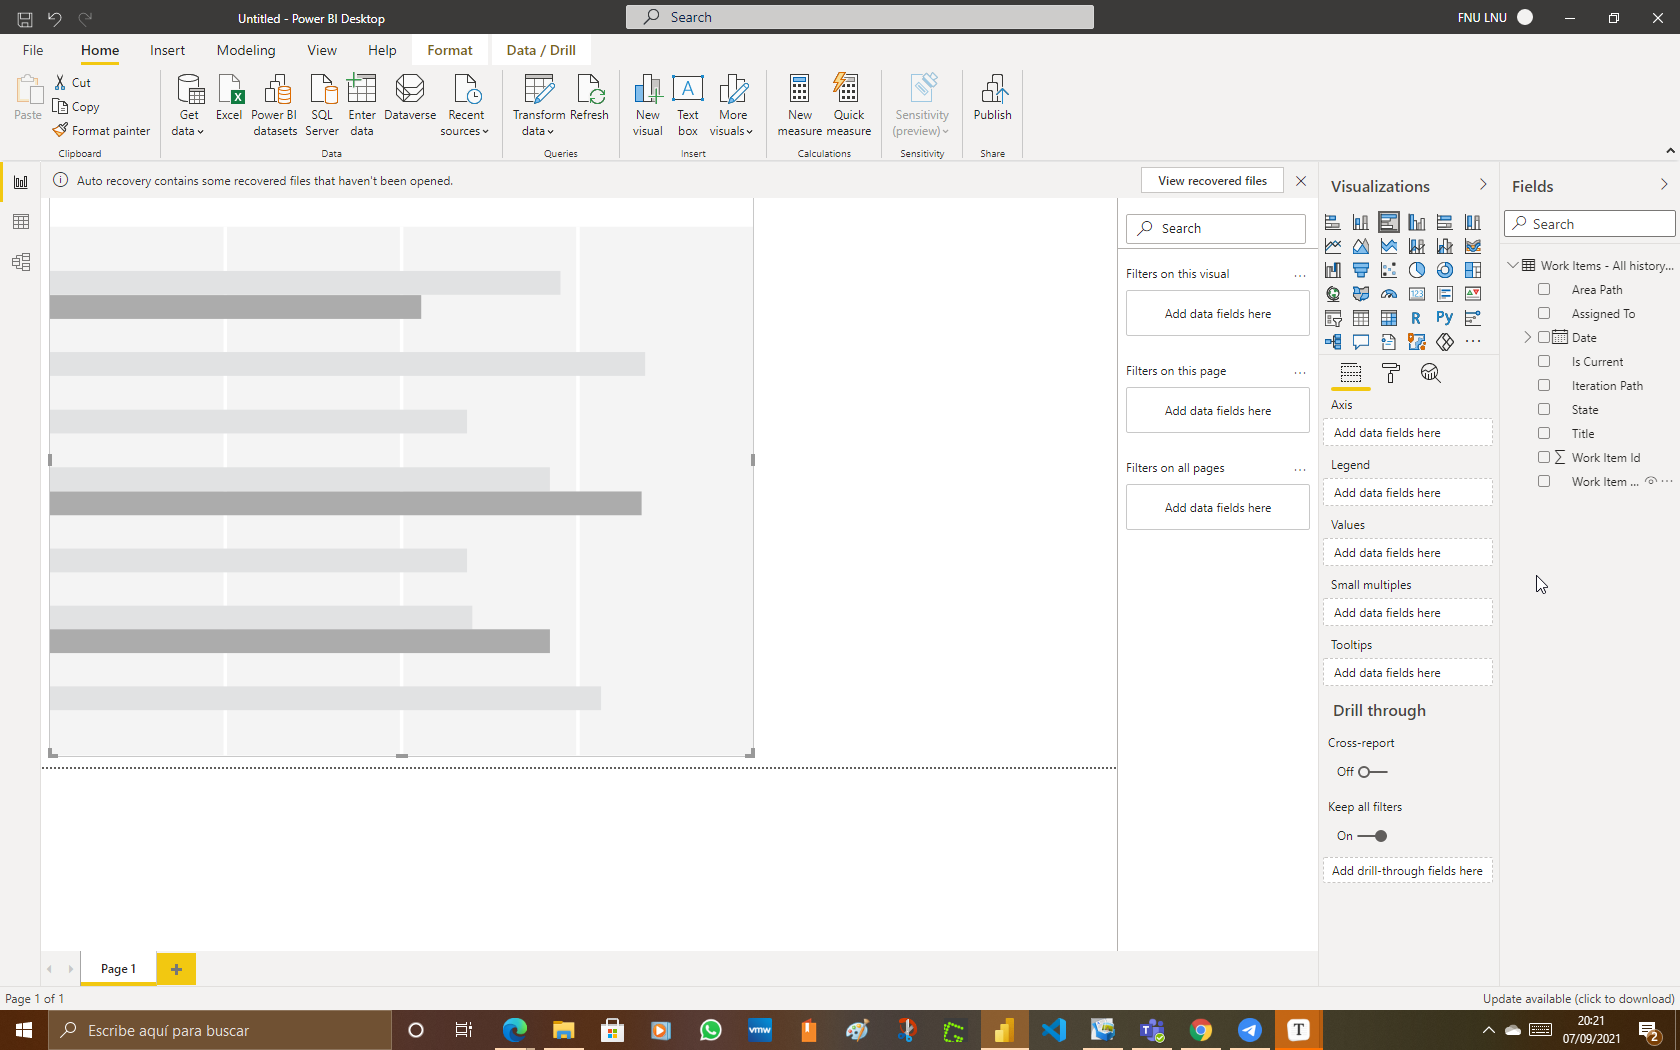 Untitled - Power BI Desktop
Search
FNU LNU
File
Home
Insert
Modeling
View
Help
Format
Data / Drill
Paste
Cut
Copy
Format painter
Clipboard
Get data
Excel
Power BI datasets
SQL Server
Enter data
Dataverse
Recent sources
Data
Transform data
Refresh
Queries
New visual
Text box
More visuals
Insert
New measure
Quick measure
Calculations
Sensitivity (preview)
Sensitivity
Publish
Share
Auto recovery contains some recovered files that haven't been opened.
View recovered files
Search
Filters on this visual
...
Add data fields here
Filters on this page
...
Add data fields here
Filters on all pages
...
Add data fields here
Visualizations
123
R
Py
...
Axis
Add data fields here
Legend
Add data fields here
Values
Add data fields here
Small multiples
Add data fields here
Tooltips
Add data fields here
Drill through
Cross-report
Off
Keep all filters
On
Add drill-through fields here
Fields
Search
Work Items - All history...
Area Path
Assigned To
Date
Is Current
Iteration Path
State
Title
Work Item Id
Work Item ...
Page 1
Page 1 of 1
Update available (click to download)
Escribe aquí para buscar
vmw
T
20:21
07/09/2021
2